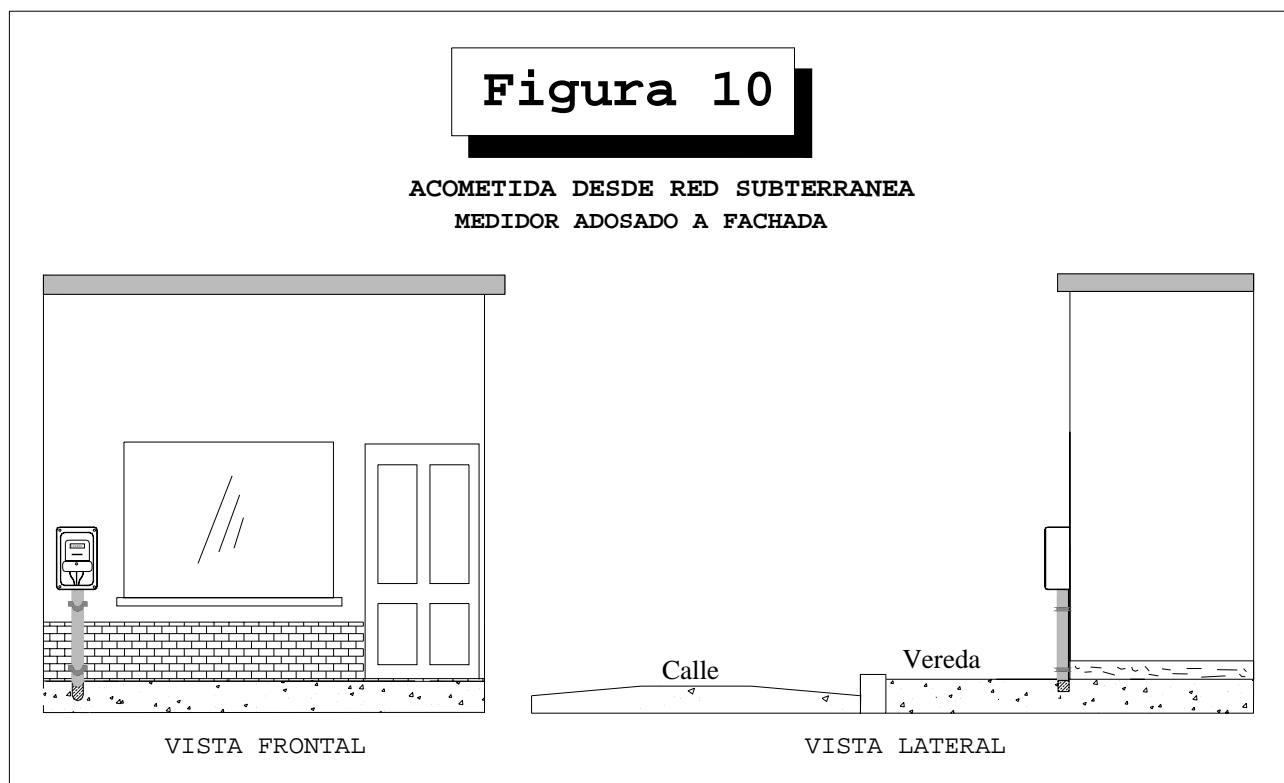 Figura 10
ACOMETIDA DESDE RED SUBTERRANEA
MEDIDOR ADOSADO A FACHADA
Calle
Vereda
VISTA FRONTAL
VISTA LATERAL